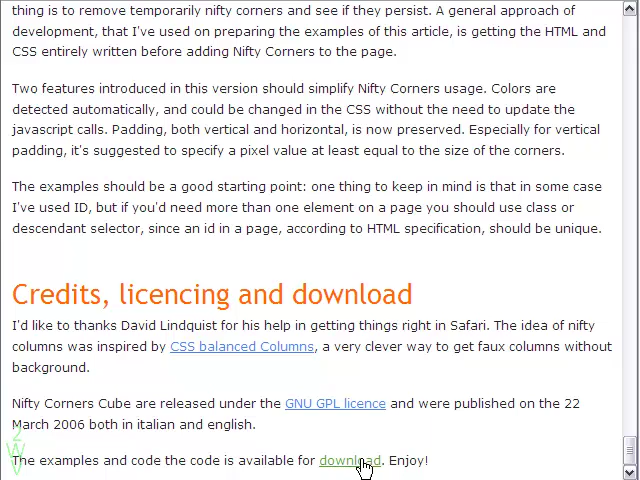 thing is to remove temporarily nifty corners and see if they persist. A general approach of
development, that I've used on preparing the examples of this article, is getting the HTML and
CSS entirely written before adding Nifty Corners to the page.
Two features introduced in this version should simplify Nifty Corners usage. Colors are
detected automatically, and could be changed in the CSS without the need to update the
javascript calls. Padding, both vertical and horizontal, is now preserved. Especially for vertical
padding, it's suggested to specify a pixel value at least equal to the size of the corners.
The examples should be a good starting point: one thing to keep in mind is that in some case
I've used ID, but if you'd need more than one element on a page you should use class or
descendant selector, since an id in a page, according to HTML specification, should be unique.
Credits, licencing and download
I'd like to thanks David Lindquist for his help in getting things right in Safari. The idea of nifty
columns was inspired by CSS balanced Columns, a very clever way to get faux columns without
background.
Nifty Corners Cube are released under the GNU GPL licence and were published on the 22
March 2006 both in italian and english.
The examples and code the code is available for download. Enjoy!